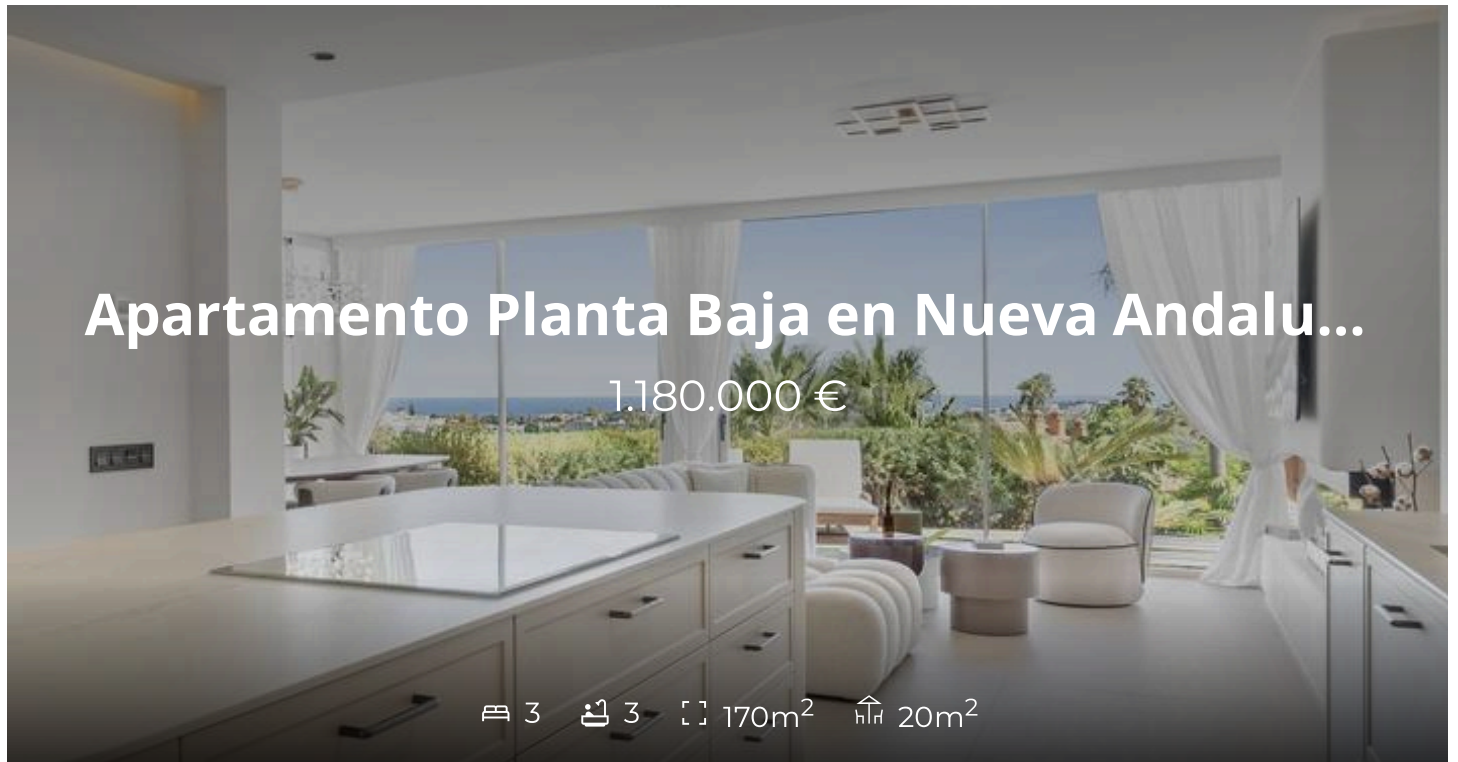 Apartamento Planta Baja en Nueva Andalu...
1.180.000 €
3 3 170m² 20m²